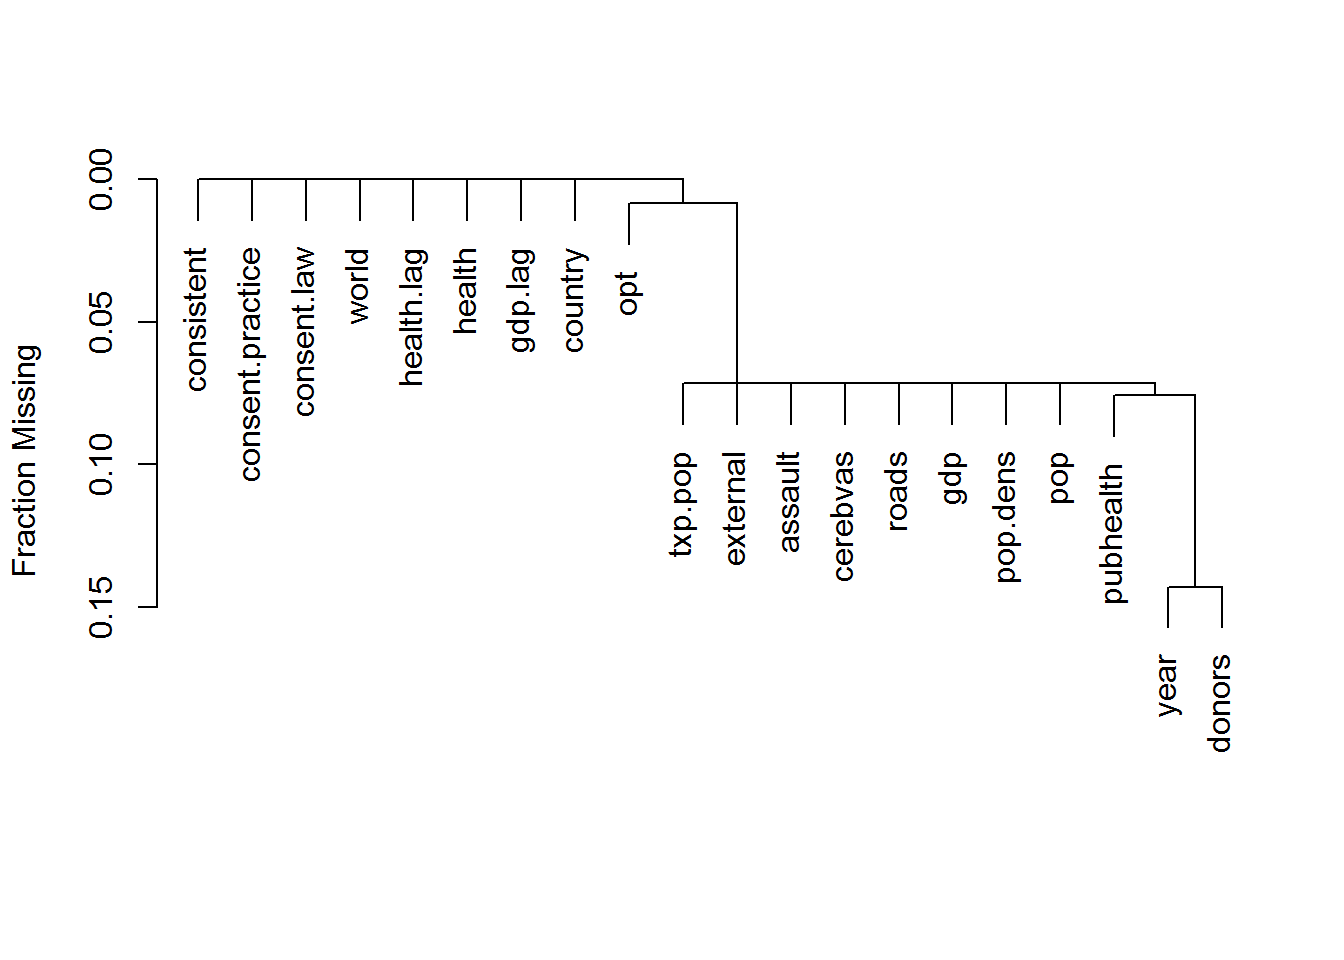 Fraction Missing
0.00
0.05
0.10
0.15
consistent
consent.practice
consent.law
world
health.lag
health
gdp.lag
country
opt
txp.pop
external
assault
cerebvas
roads
gdp
pop.dens
pop
pubhealth
year
donors